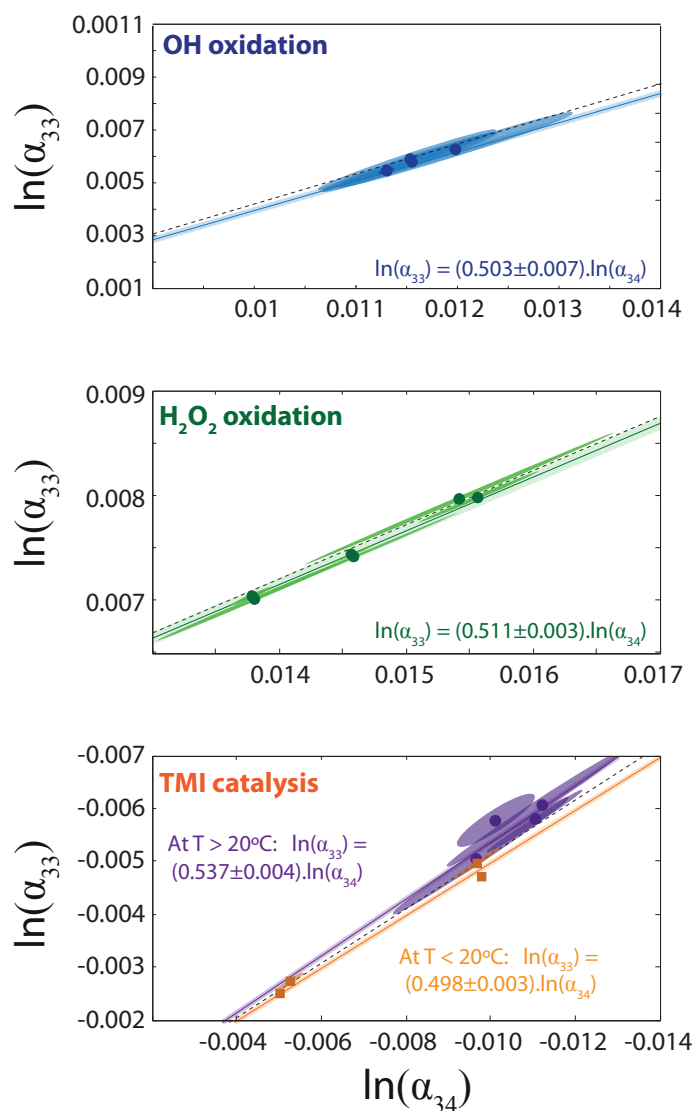 OH oxidation
0.0011
0.009
0.007
0.005
0.003
0.001
ln(α₃₃)
ln(α₃₃) = (0.503±0.007).ln(α₃₄)
0.01 0.011 0.012 0.013 0.014
H₂O₂ oxidation
0.009
0.008
0.007
ln(α₃₃)
ln(α₃₃) = (0.511±0.003).ln(α₃₄)
0.014 0.015 0.016 0.017
TMI catalysis
-0.007
-0.006
-0.005
-0.004
-0.003
-0.002
ln(α₃₃)
At T > 20ºC: ln(α₃₃) =
(0.537±0.004).ln(α₃₄)
At T < 20ºC: ln(α₃₃) =
(0.498±0.003).ln(α₃₄)
-0.004 -0.006 -0.008 -0.010 -0.010 -0.014
ln(α₃₄)